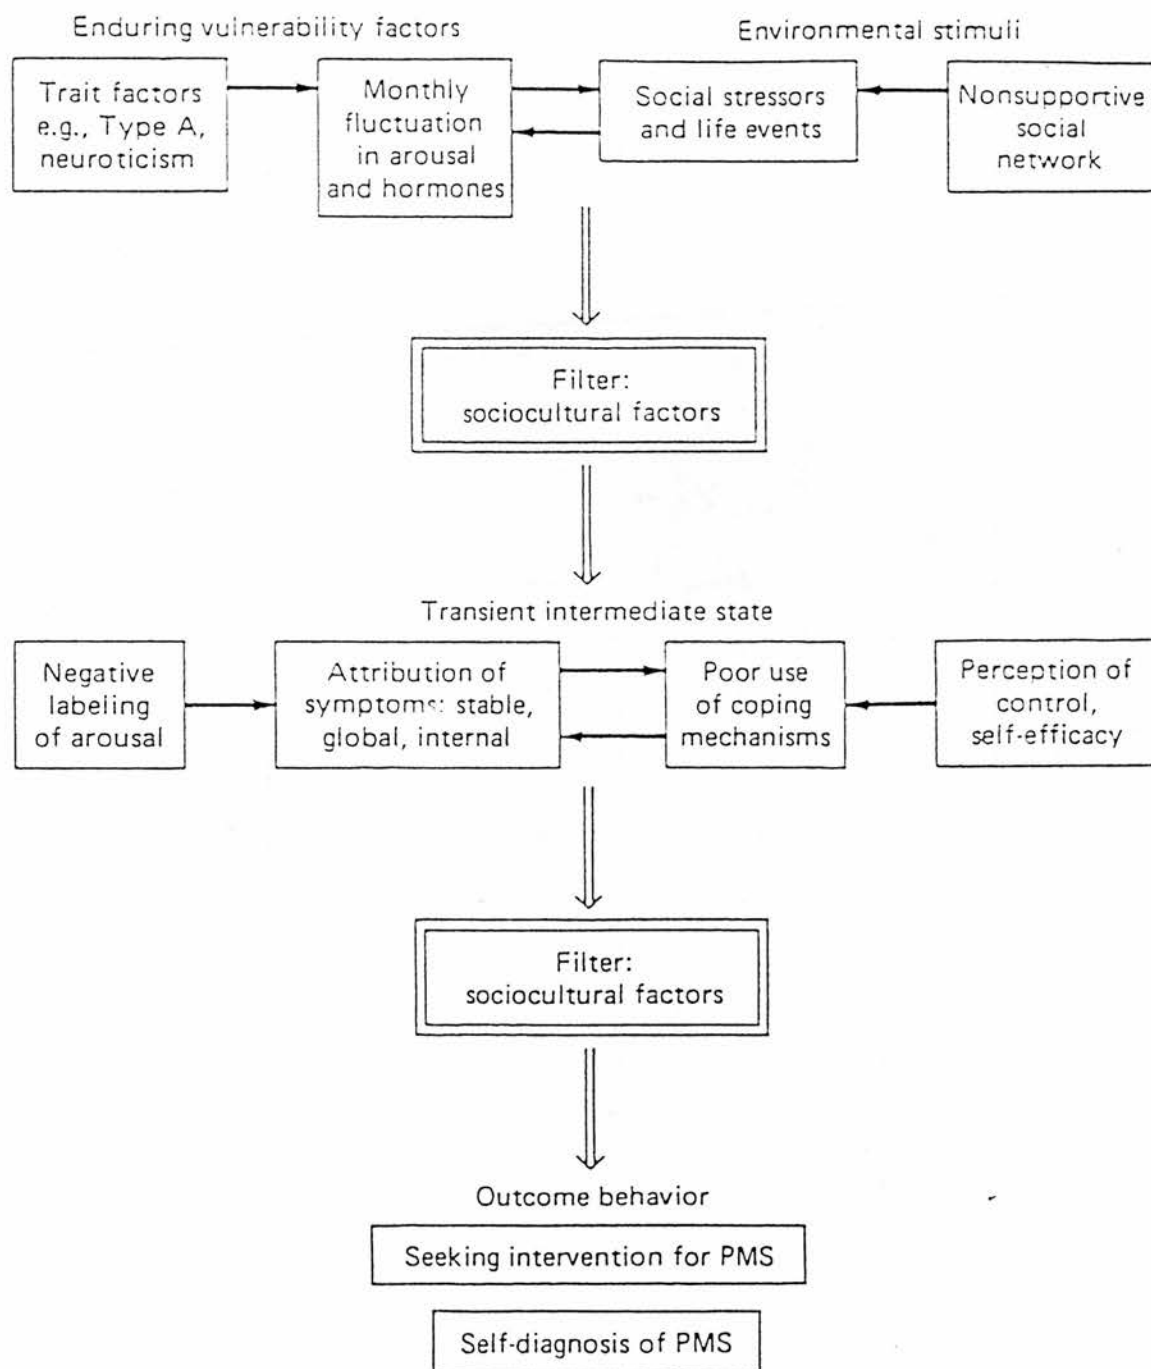 Enduring vulnerability factors
Environmental stimuli
Trait factors
e.g., Type A,
neuroticism
Monthly
fluctuation
in arousal
and hormones
Social stressors
and life events
Nonsupportive
social
network
Filter:
sociocultural factors
Transient intermediate state
Negative
labeling
of arousal
Attribution of
symptoms: stable,
global, internal
Poor use
of coping
mechanisms
Perception of
control,
self-efficacy
Filter:
sociocultural factors
Outcome behavior
Seeking intervention for PMS
Self-diagnosis of PMS